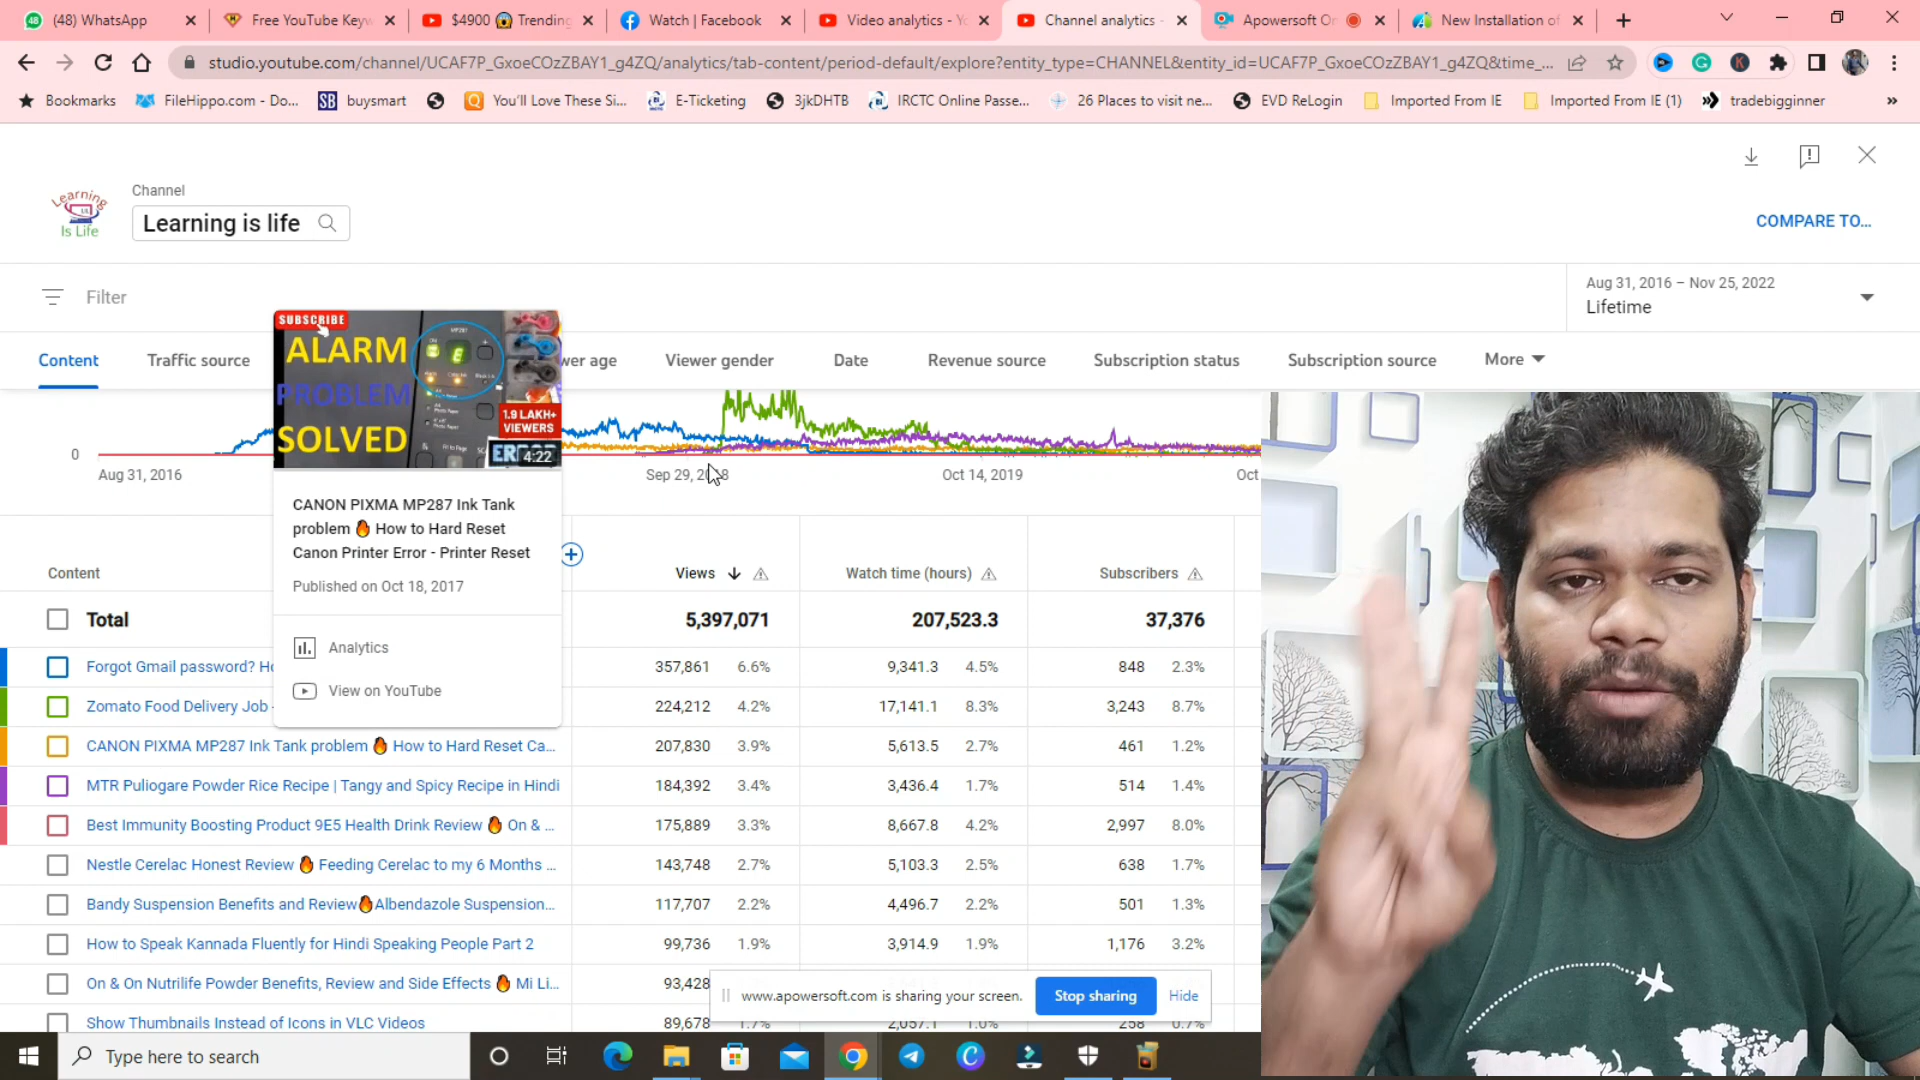 (48) WhatsApp
Free YouTube Keyw
$4900 😱 Trending
Watch | Facebook
Video analytics - Yo
Channel analytics -
Apowersoft On
New Installation of
studio.youtube.com/channel/UCAF7P_GxoeCOzZBAY1_g4ZQ/analytics/tab-content/period-default/explore?entity_type=CHANNEL&entity_id=UCAF7P_GxoeCOzZBAY1_g4ZQ&time_...
Bookmarks
FileHippo.com - Do...
SB buysmart
You'll Love These Si...
E-Ticketing
3jkDHTB
IRCTC Online Passe...
26 Places to visit ne...
EVD ReLogin
Imported From IE
Imported From IE (1)
tradebigginner
Learning
Is Life
Channel
Learning is life
COMPARE TO...
Filter
Aug 31, 2016 – Nov 25, 2022
Lifetime
Content
Traffic source
wer age
Viewer gender
Date
Revenue source
Subscription status
Subscription source
More
SUBSCRIBE
MP287
ALARM
PROBLEM
SOLVED
1.9 LAKH+
VIEWERS
4:22
0
Aug 31, 2016
Sep 29, 2018
Oct 14, 2019
Oct
CANON PIXMA MP287 Ink Tank
problem 🔥 How to Hard Reset
Canon Printer Error - Printer Reset
Published on Oct 18, 2017
Analytics
View on YouTube
Content
Views
Watch time (hours)
Subscribers
Total 5,397,071 207,523.3 37,376
Forgot Gmail password? Ho 357,861 6.6% 9,341.3 4.5% 848 2.3%
Zomato Food Delivery Job - 224,212 4.2% 17,141.1 8.3% 3,243 8.7%
CANON PIXMA MP287 Ink Tank problem 🔥 How to Hard Reset Ca... 207,830 3.9% 5,613.5 2.7% 461 1.2%
MTR Puliogare Powder Rice Recipe | Tangy and Spicy Recipe in Hindi 184,392 3.4% 3,436.4 1.7% 514 1.4%
Best Immunity Boosting Product 9E5 Health Drink Review 🔥 On & ... 175,889 3.3% 8,667.8 4.2% 2,997 8.0%
Nestle Cerelac Honest Review 🔥 Feeding Cerelac to my 6 Months ... 143,748 2.7% 5,103.3 2.5% 638 1.7%
Bandy Suspension Benefits and Review🔥Albendazole Suspension... 117,707 2.2% 4,496.7 2.2% 501 1.3%
How to Speak Kannada Fluently for Hindi Speaking People Part 2 99,736 1.9% 3,914.9 1.9% 1,176 3.2%
On & On Nutrilife Powder Benefits, Review and Side Effects 🔥 Mi Li... 93,428
Show Thumbnails Instead of Icons in VLC Videos 89,678 1.7% 2,057.1 1.0% 258 0.7%
www.apowersoft.com is sharing your screen.
Stop sharing
Hide
Type here to search